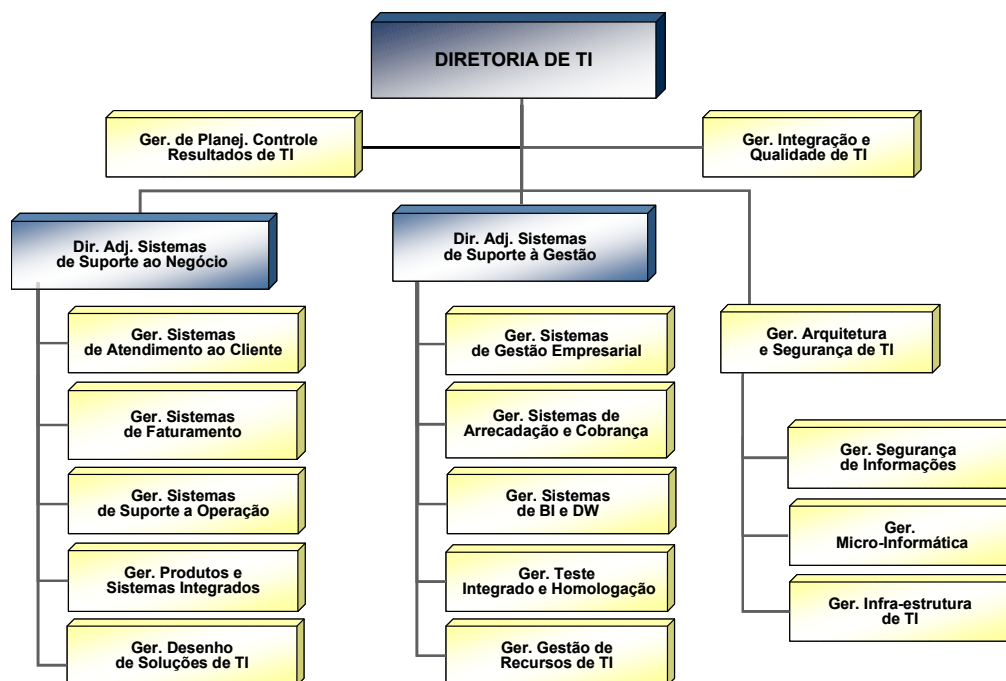 DIRETORIA DE TI
Ger. de Planej. Controle
Resultados de TI
Ger. Integração e
Qualidade de TI
Dir. Adj. Sistemas
de Suporte ao Negócio
Dir. Adj. Sistemas
de Suporte à Gestão
Ger. Sistemas
de Atendimento ao Cliente
Ger. Sistemas
de Faturamento
Ger. Sistemas
de Suporte a Operação
Ger. Produtos e
Sistemas Integrados
Ger. Desenho
de Soluções de TI
Ger. Sistemas
de Gestão Empresarial
Ger. Sistemas de
Arrecadação e Cobrança
Ger. Sistemas
de BI e DW
Ger. Teste
Integrado e Homologação
Ger. Gestão de
Recursos de TI
Ger. Arquitetura
e Segurança de TI
Ger. Segurança
de Informações
Ger.
Micro-Informática
Ger. Infra-estrutura
de TI